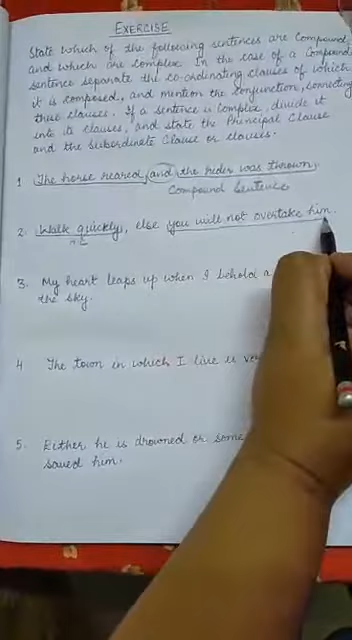 EXERCISE
State which of the following sentences are Compound,
and which are complex. In the case of a Compound
sentence separate the co-ordinating clauses of which
it is composed, and mention the conjunction, connecting
these clauses. If a sentence is Complex, divide it
into its clauses, and state the Principal Clause
and the Subordinate Clause or clauses.
1 The horse reared, and the rider was thrown.
Compound Sentence
2. Walk quickly, else you will not overtake him.
3. My heart leaps up when I behold a
the sky.
4 The town in which I live is
5. Either he is drowned or some
saved him.